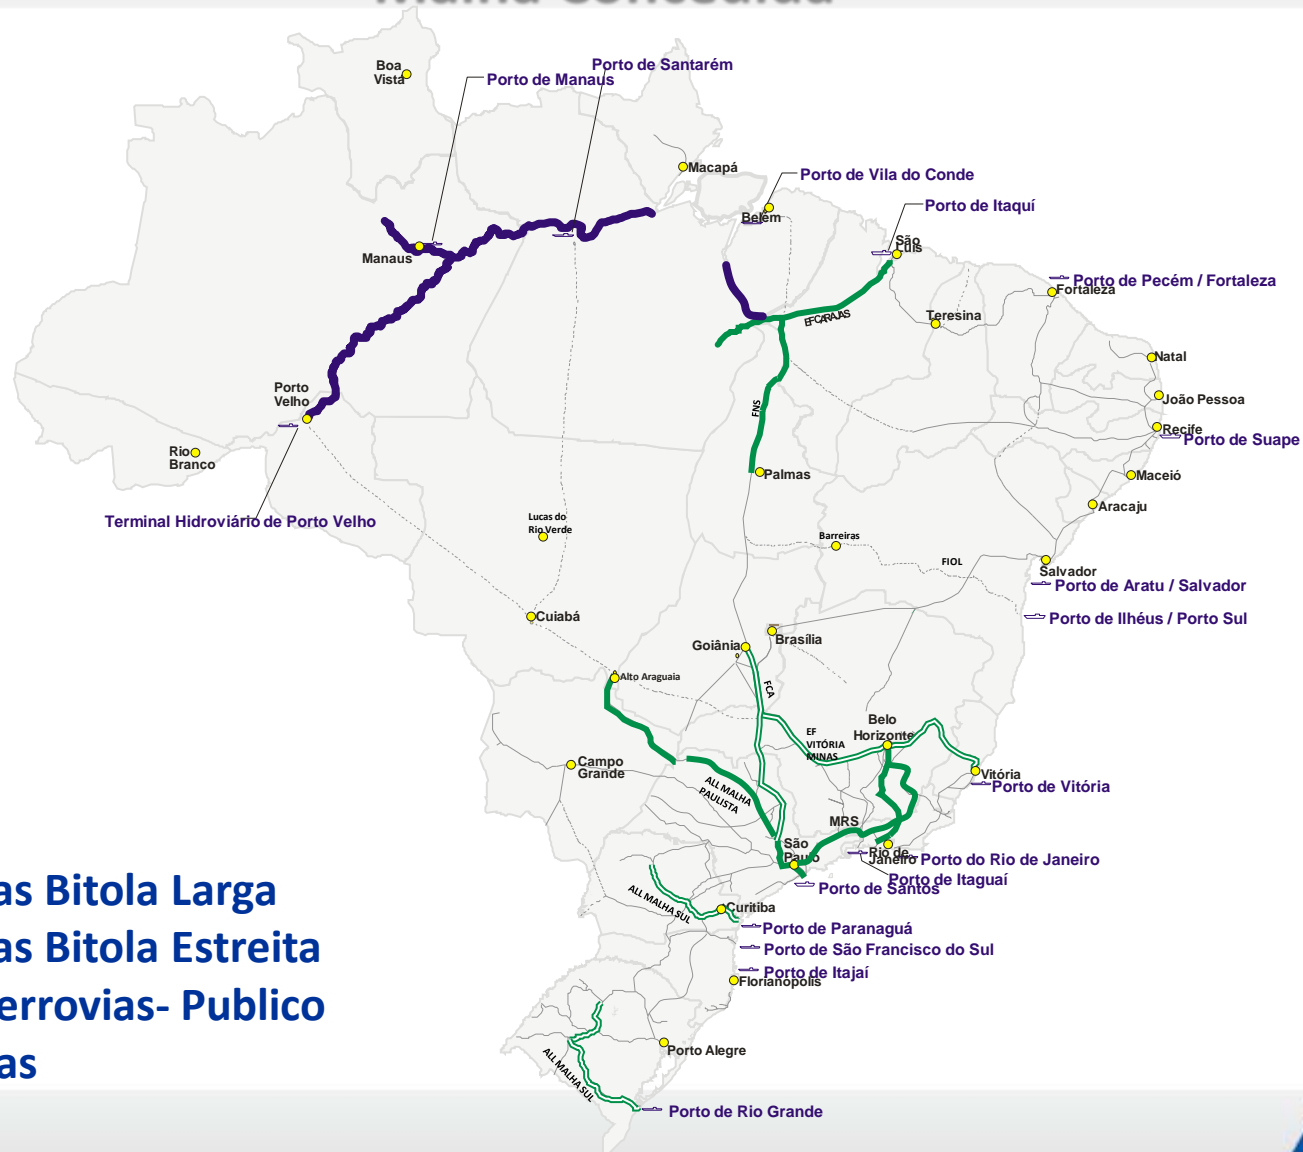 Boa
Vista
Porto de Santarém
Porto de Manaus
Macapá
Porto de Vila do Conde
Belém
Porto de Itaquí
São
Luis
Manaus
Porto de Pecém / Fortaleza
Fortaleza
EFCARAJAS
Teresina
Natal
Porto
Velho
João Pessoa
FNS
Recife
Porto de Suape
Rio
Branco
Palmas
Maceió
Aracaju
Terminal Hidroviário de Porto Velho
Lucas do
Rio Verde
Barreiras
FIOL
Salvador
Porto de Aratu / Salvador
Cuiabá
Porto de Ilhéus / Porto Sul
Brasília
Goiânia
Alto Araguaia
FCA
Belo
Horizonte
EF
VITÓRIA
MINAS
Campo
Grande
Vitória
Porto de Vitória
ALL MALHA
PAULISTA
MRS
São
Paulo
Rio de
Janeiro
Porto do Rio de Janeiro
Porto de Itaguaí
Porto de Santos
ALL MALHA SUL
Curitiba
Porto de Paranaguá
Porto de São Francisco do Sul
Porto de Itajaí
Florianópolis
Porto Alegre
ALL MALHA SUL
Porto de Rio Grande
as Bitola Larga
as Bitola Estreita
errovias- Publico
as